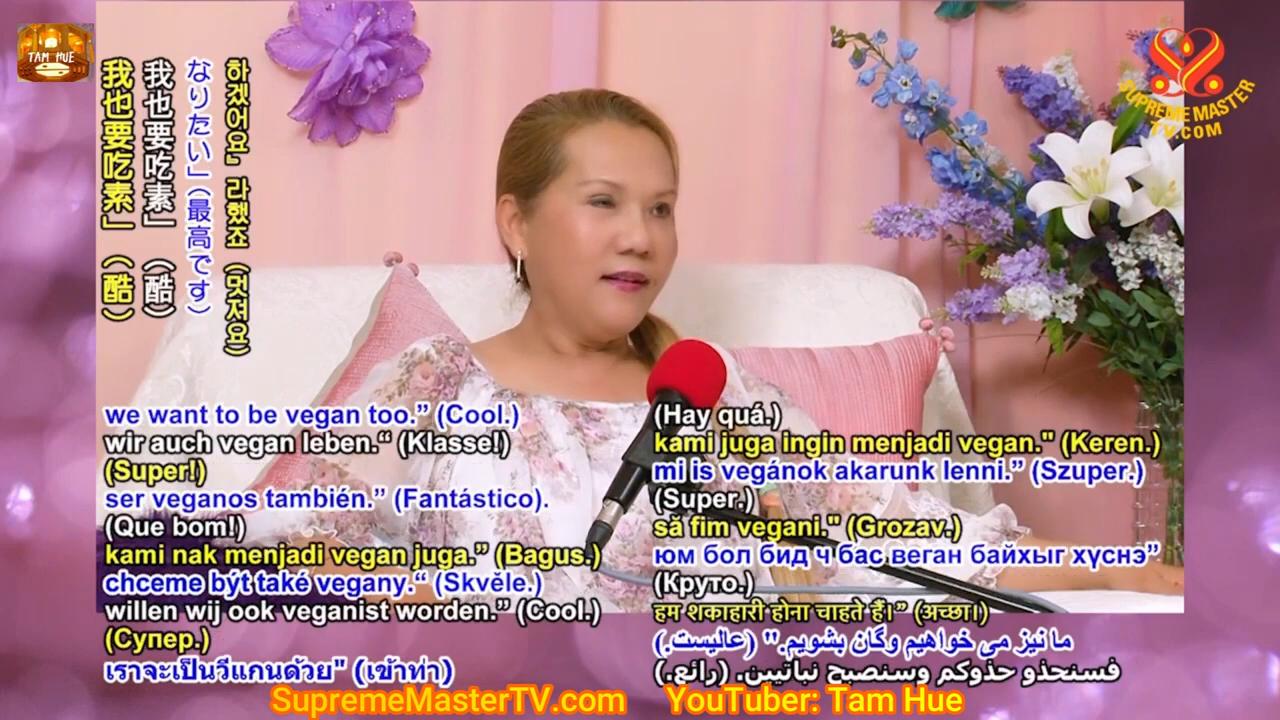 TAM HUE
하겠어요」라했죠 (멋져요)
なりたい」(最高です)
我也要吃素」(酷)
我也要吃素」(酷)
SUPREME MASTER
TV.COM
we want to be vegan too.” (Cool.)
wir auch vegan leben.“ (Klasse!)
(Super!)
ser veganos también.” (Fantástico).
(Que bom!)
kami nak menjadi vegan juga.” (Bagus.)
chceme být také vegany.“ (Skvěle.)
willen wij ook veganist worden.” (Cool.)
(Супер.)
เราจะเป็นวีแกนด้วย" (เข้าท่า)
(Hay quá.)
kami juga ingin menjadi vegan." (Keren.)
mi is vegánok akarunk lenni.” (Szuper.)
(Super.)
să fim vegani." (Grozav.)
юм бол бид ч бас веган байхыг хүснэ”
(Круто.)
हम शकाहारी होना चाहते हैं।” (अच्छा।)
ما نیز می خواهیم وگان بشویم." (عالیست.)
فسنحذو حذوكم وسنصبح نباتيين. (رائع.)
SupremeMasterTV.com YouTuber: Tam Hue